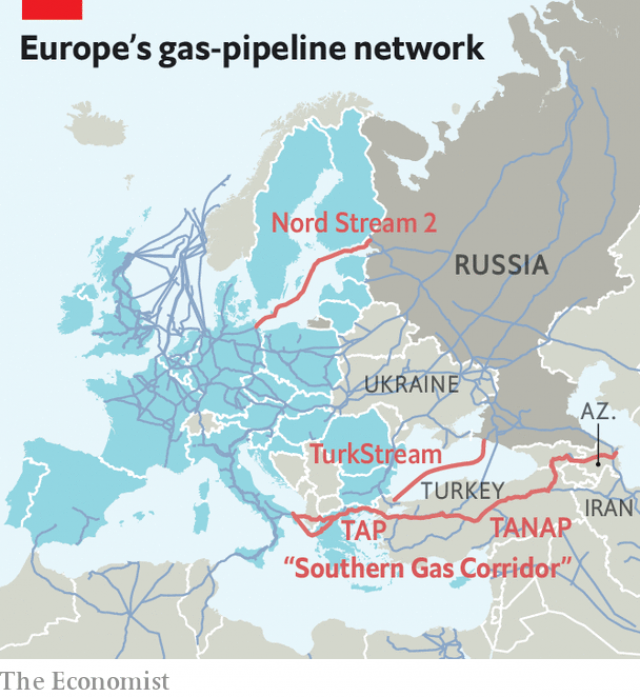 Europe's gas-pipeline network
Nord Stream 2
RUSSIA
UKRAINE
AZ.
TurkStream
TURKEY
IRAN
TAP
TANAP
“Southern Gas Corridor”
The Economist